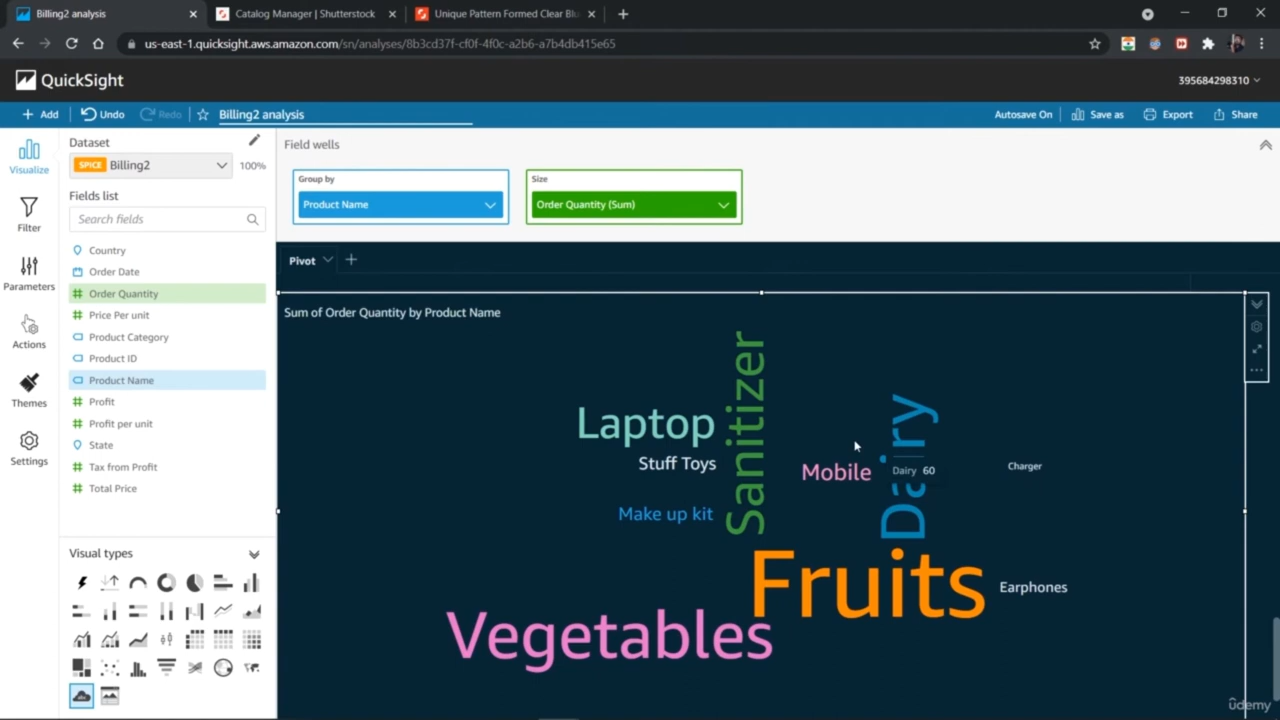 Billing2 analysis
Catalog Manager | Shutterstock
Unique Pattern Formed Clear Blu
us-east-1.quicksight.aws.amazon.com/sn/analyses/8b3cd37f-cf0f-4f0c-a2b6-a7b4db415e65
QuickSight
395684298310
Add
Undo
Redo
Billing2 analysis
Autosave On
Save as
Export
Share
Visualize
Filter
Parameters
Actions
Themes
Settings
Dataset
SPICE Billing2 100%
Fields list
Search fields
Country
Order Date
Order Quantity
Price Per unit
Product Category
Product ID
Product Name
Profit
Profit per unit
State
Tax from Profit
Total Price
Visual types
Field wells
Group by
Product Name
Size
Order Quantity (Sum)
Pivot
Sum of Order Quantity by Product Name
Sanitizer
Laptop
Dairy
Stuff Toys
Mobile
Dairy 60
Charger
Make up kit
Fruits
Earphones
Vegetables
udemy